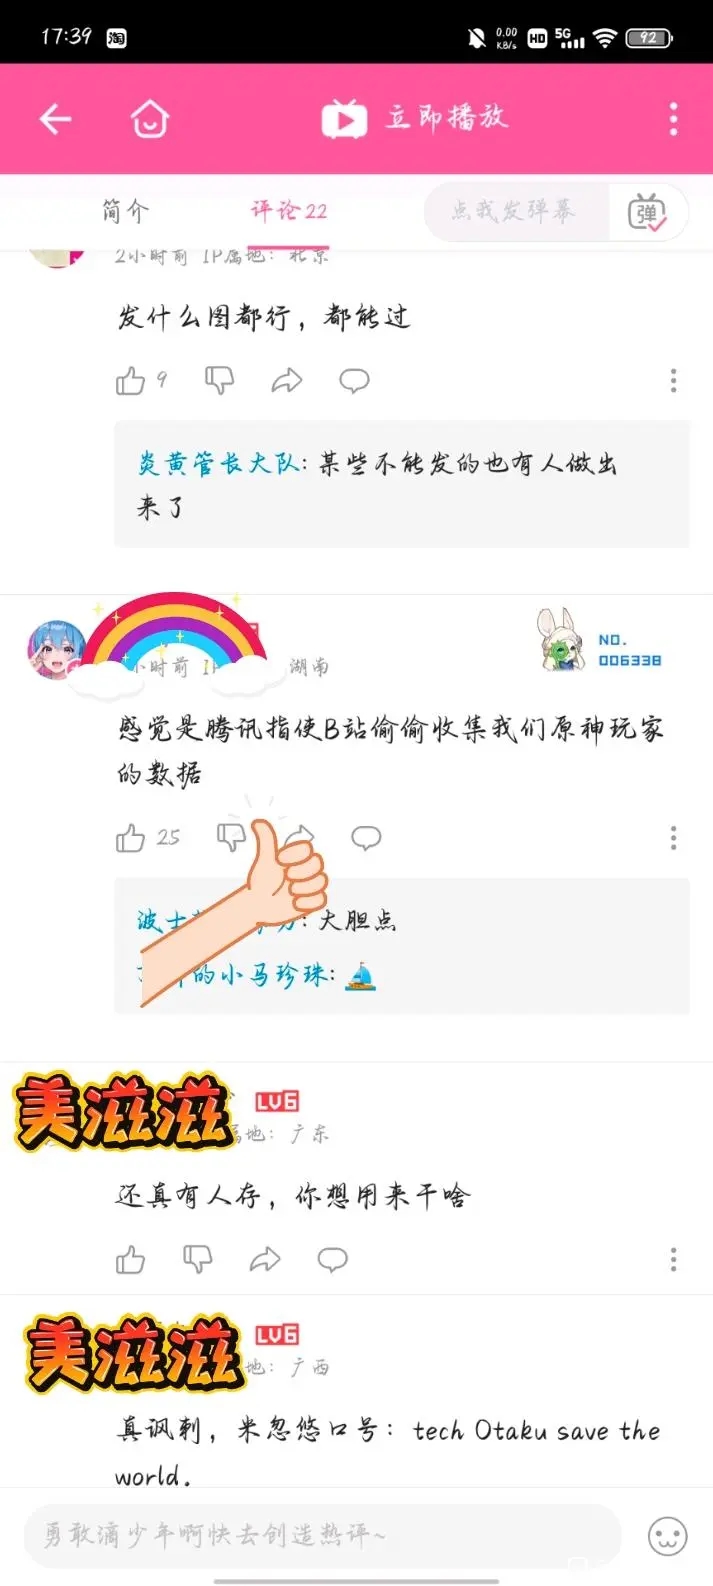 17:39 淘 0.00 KB/s HD 5G 92
立即播放
简介 评论22 点我发弹幕 弹
2小时前 IP属地：北京
发什么图都行，都能过
9
炎黄管长大队：某些不能发的也有人做出
来了
NO.
006338
小时前 湖南
感觉是腾讯指使B站偷偷收集我们原神玩家
的数据
25
波士 ：大胆点
的小马珍珠：
美滋滋 LV6
属地：广东
还真有人存，你想用来干啥
美滋滋 LV6
地：广西
真讽刺，米忽悠口号：tech Otaku save the
world.
勇敢滴少年啊快去创造热评~